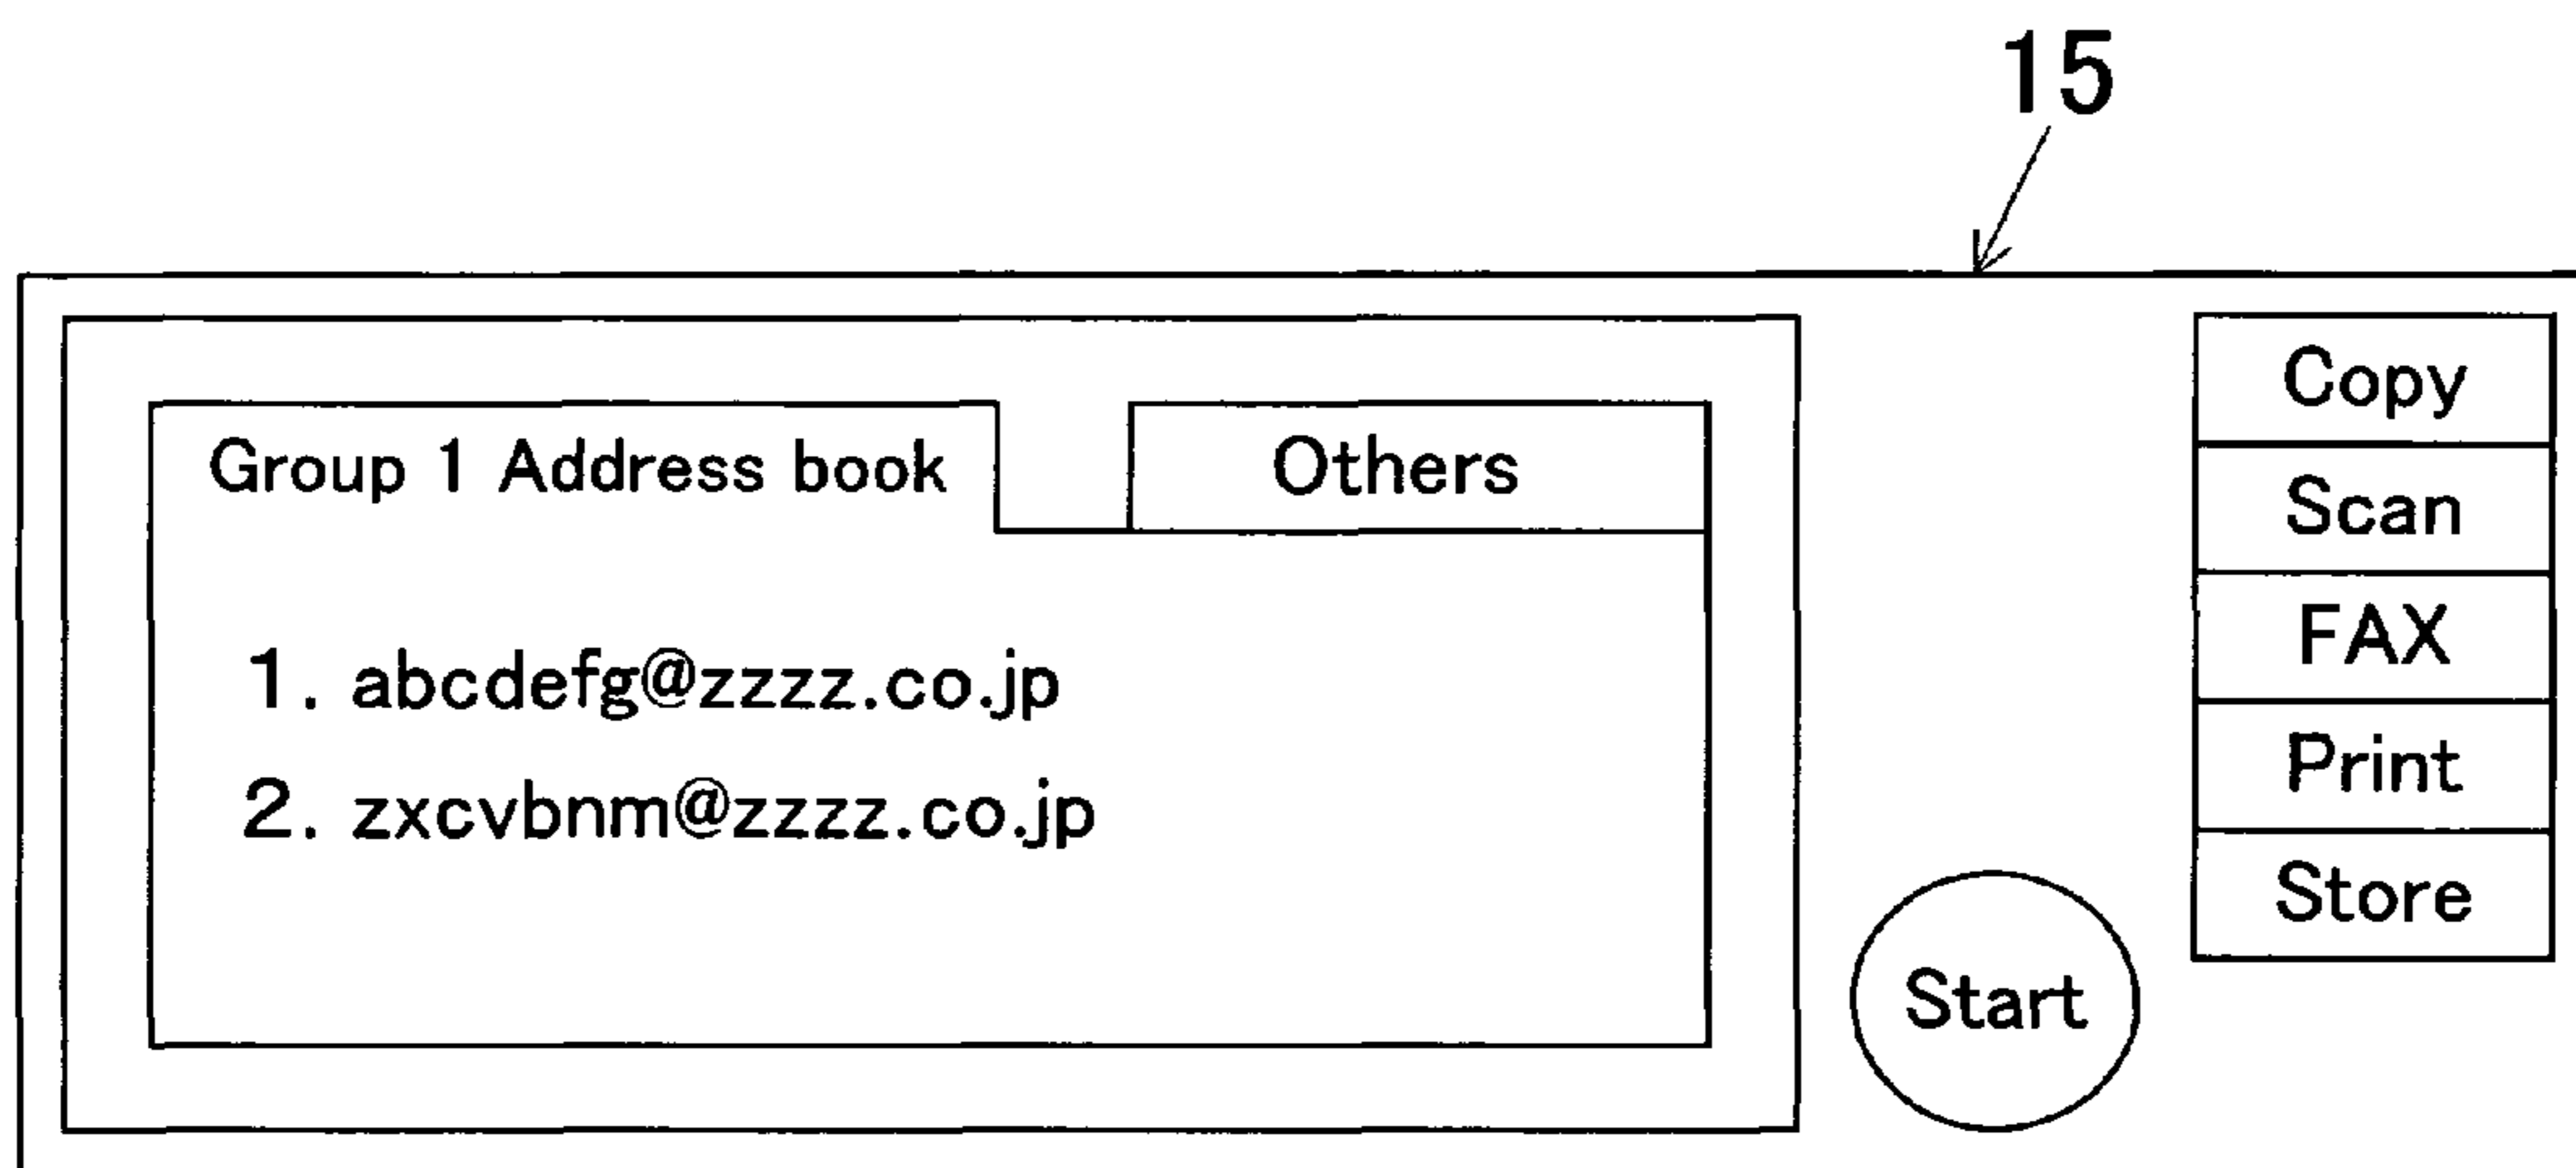 15
Group 1 Address book
Others
1. abcdefg@zzzz.co.jp
2. zxcvbnm@zzzz.co.jp
Copy
Scan
FAX
Print
Store
Start